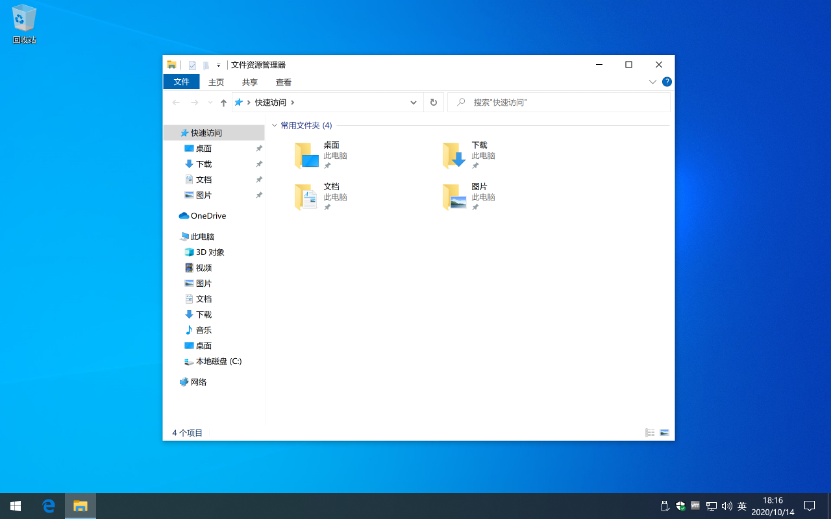 回收站
文件资源管理器
文件 主页 共享 查看
快速访问
搜索"快速访问"
常用文件夹 (4)
快速访问
桌面
下载
文档
图片
OneDrive
此电脑
3D 对象
视频
图片
文档
下载
音乐
桌面
本地磁盘 (C:)
网络
桌面
此电脑
下载
此电脑
文档
此电脑
图片
此电脑
4 个项目
英
18:16
2020/10/14